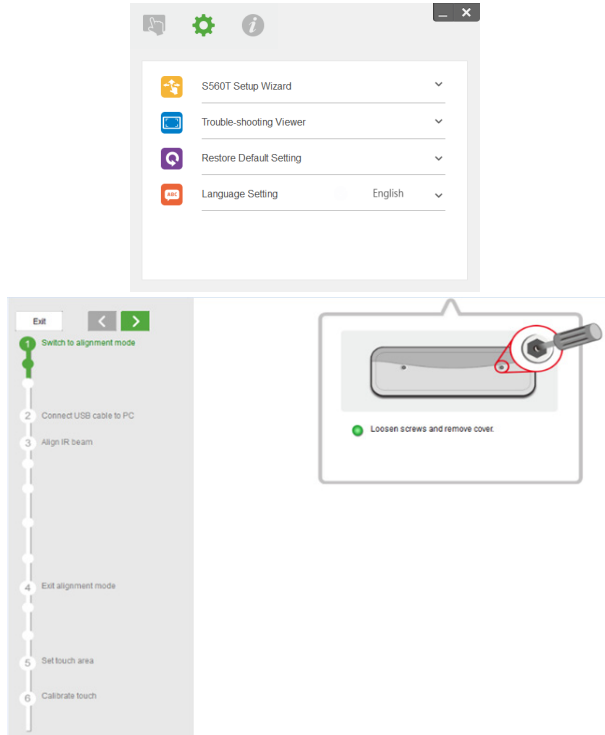 i
S560T Setup Wizard
Trouble-shooting Viewer
Restore Default Setting
ABC
Language Setting English
Exit
1 Switch to alignment mode
2 Connect USB cable to PC
3 Align IR beam
4 Exit alignment mode
5 Set touch area
6 Calibrate touch
Loosen screws and remove cover.